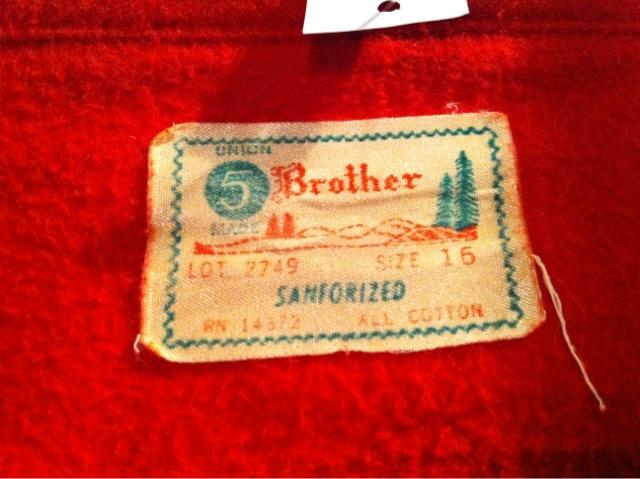 UNION
5 Brother
MADE
LOT 2749 SIZE 16
SANFORIZED
RN 14372 ALL COTTON